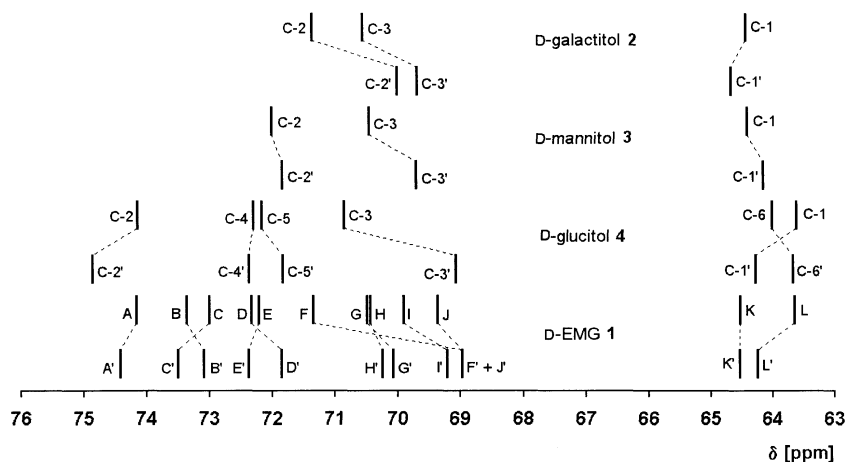 C-2 C-3 D-galactitol 2 C-1
C-2' C-3' C-1'
C-2 C-3 D-mannitol 3 C-1
C-2' C-3' C-1'
C-2 C-4 C-5 C-3 D-glucitol 4 C-6 C-1
C-2' C-4' C-5' C-3' C-1' C-6'
A B C D E F G H I J D-EMG 1 K L
A' C' B' E' D' H' G' I' F' + J' K' L'
76 75 74 73 72 71 70 69 68 67 66 65 64 63
δ [ppm]